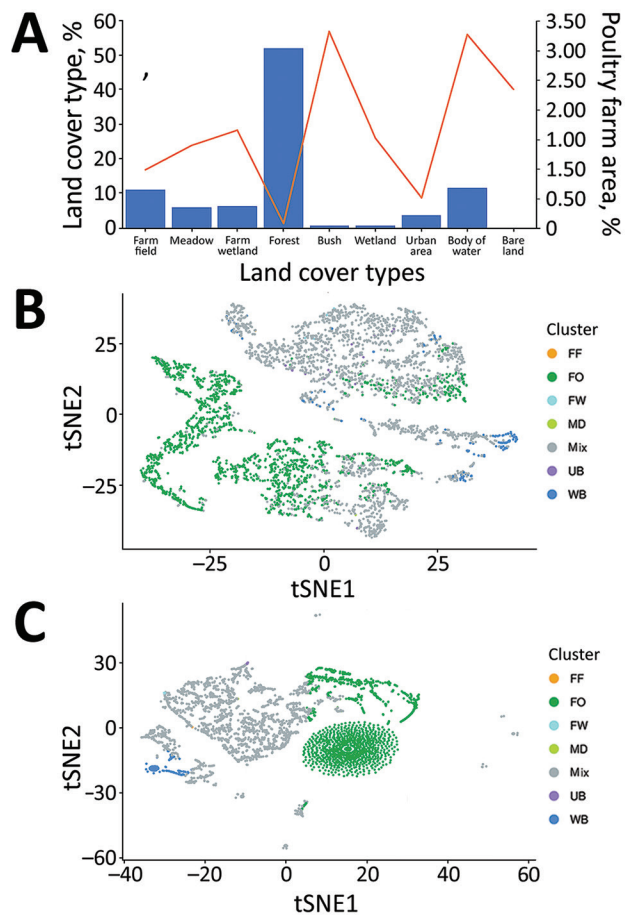 A
Land cover type, %
60
50
40
30
20
10
0
,
3.50
3.00
2.50
2.00
1.00
1.50
0.50
0
Poultry farm area, %
Farm field
Meadow
Farm wetland
Forest
Bush
Wetland
Urban area
Body of water
Bare land
Land cover types
B
tSNE2
25
0
−25
−25
0
25
tSNE1
Cluster
FF
FO
FW
MD
Mix
UB
WB
C
tSNE2
30
0
−30
−60
−40
−20
0
20
40
60
tSNE1
Cluster
FF
FO
FW
MD
Mix
UB
WB